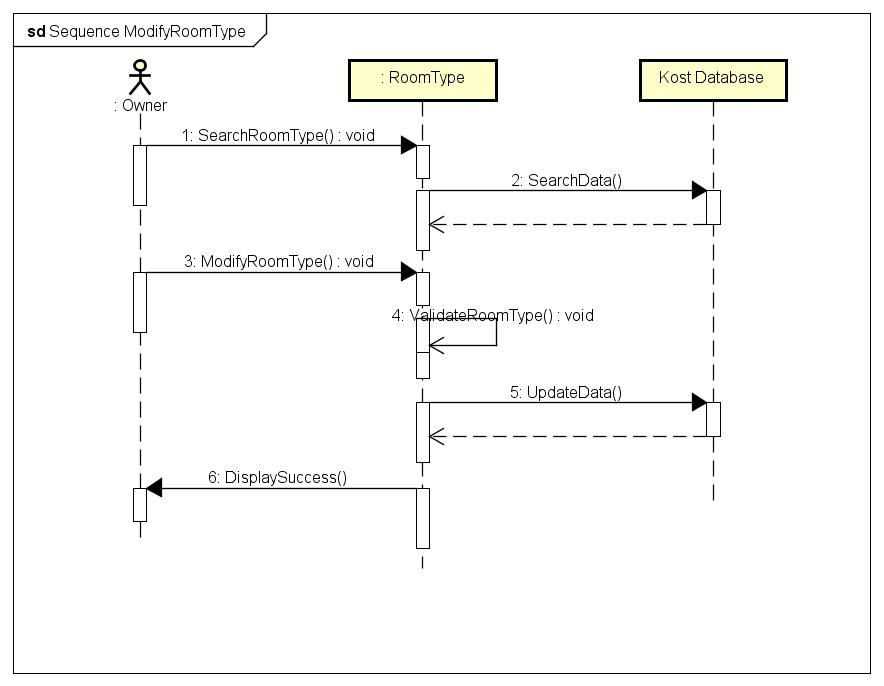 sd Sequence ModifyRoomType
: Owner
: RoomType
Kost Database
1: SearchRoomType() : void
2: SearchData()
3: ModifyRoomType() : void
4: ValidateRoomType() : void
5: UpdateData()
6: DisplaySuccess()